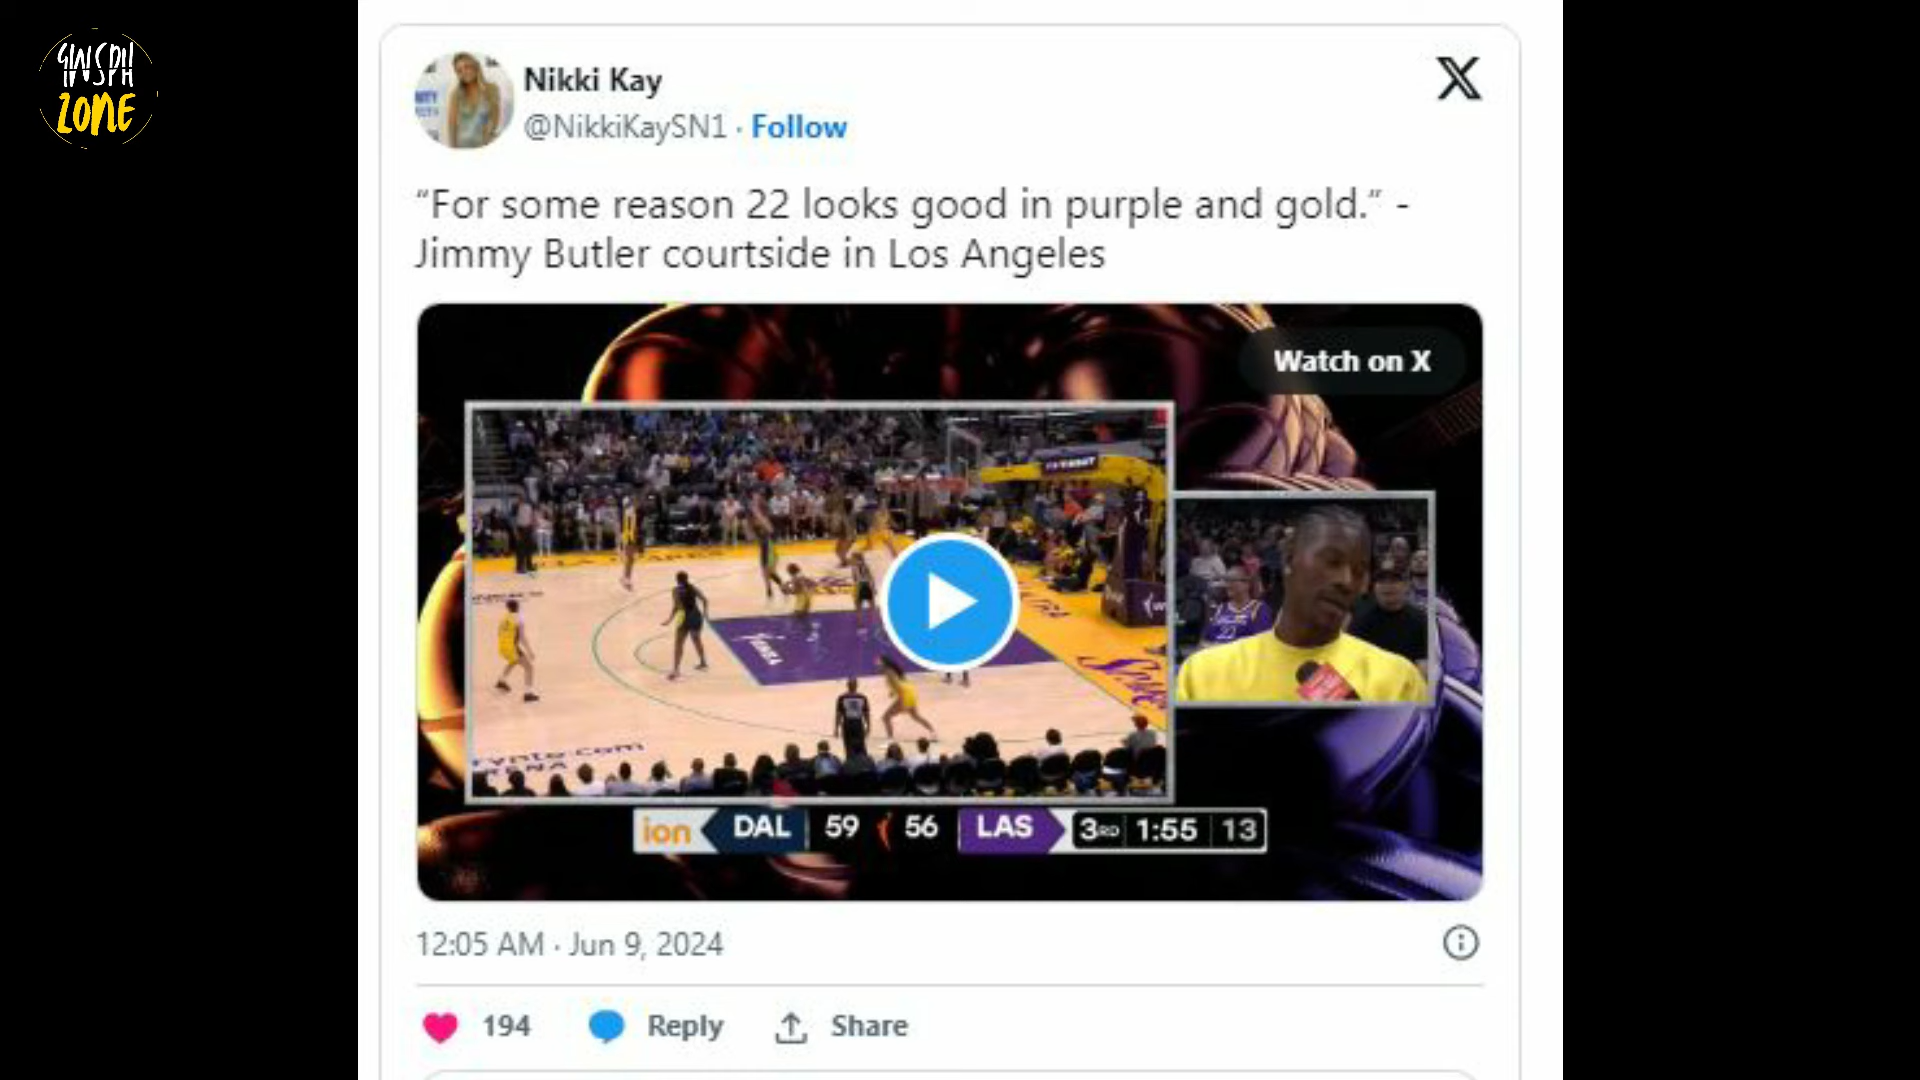 GWSPH
ZONE
Nikki Kay
@NikkiKaySN1 · Follow
“For some reason 22 looks good in purple and gold.” -
Jimmy Butler courtside in Los Angeles
Watch on X
ion DAL 59 56 LAS 3RD 1:55 13
12:05 AM · Jun 9, 2024
194 Reply Share